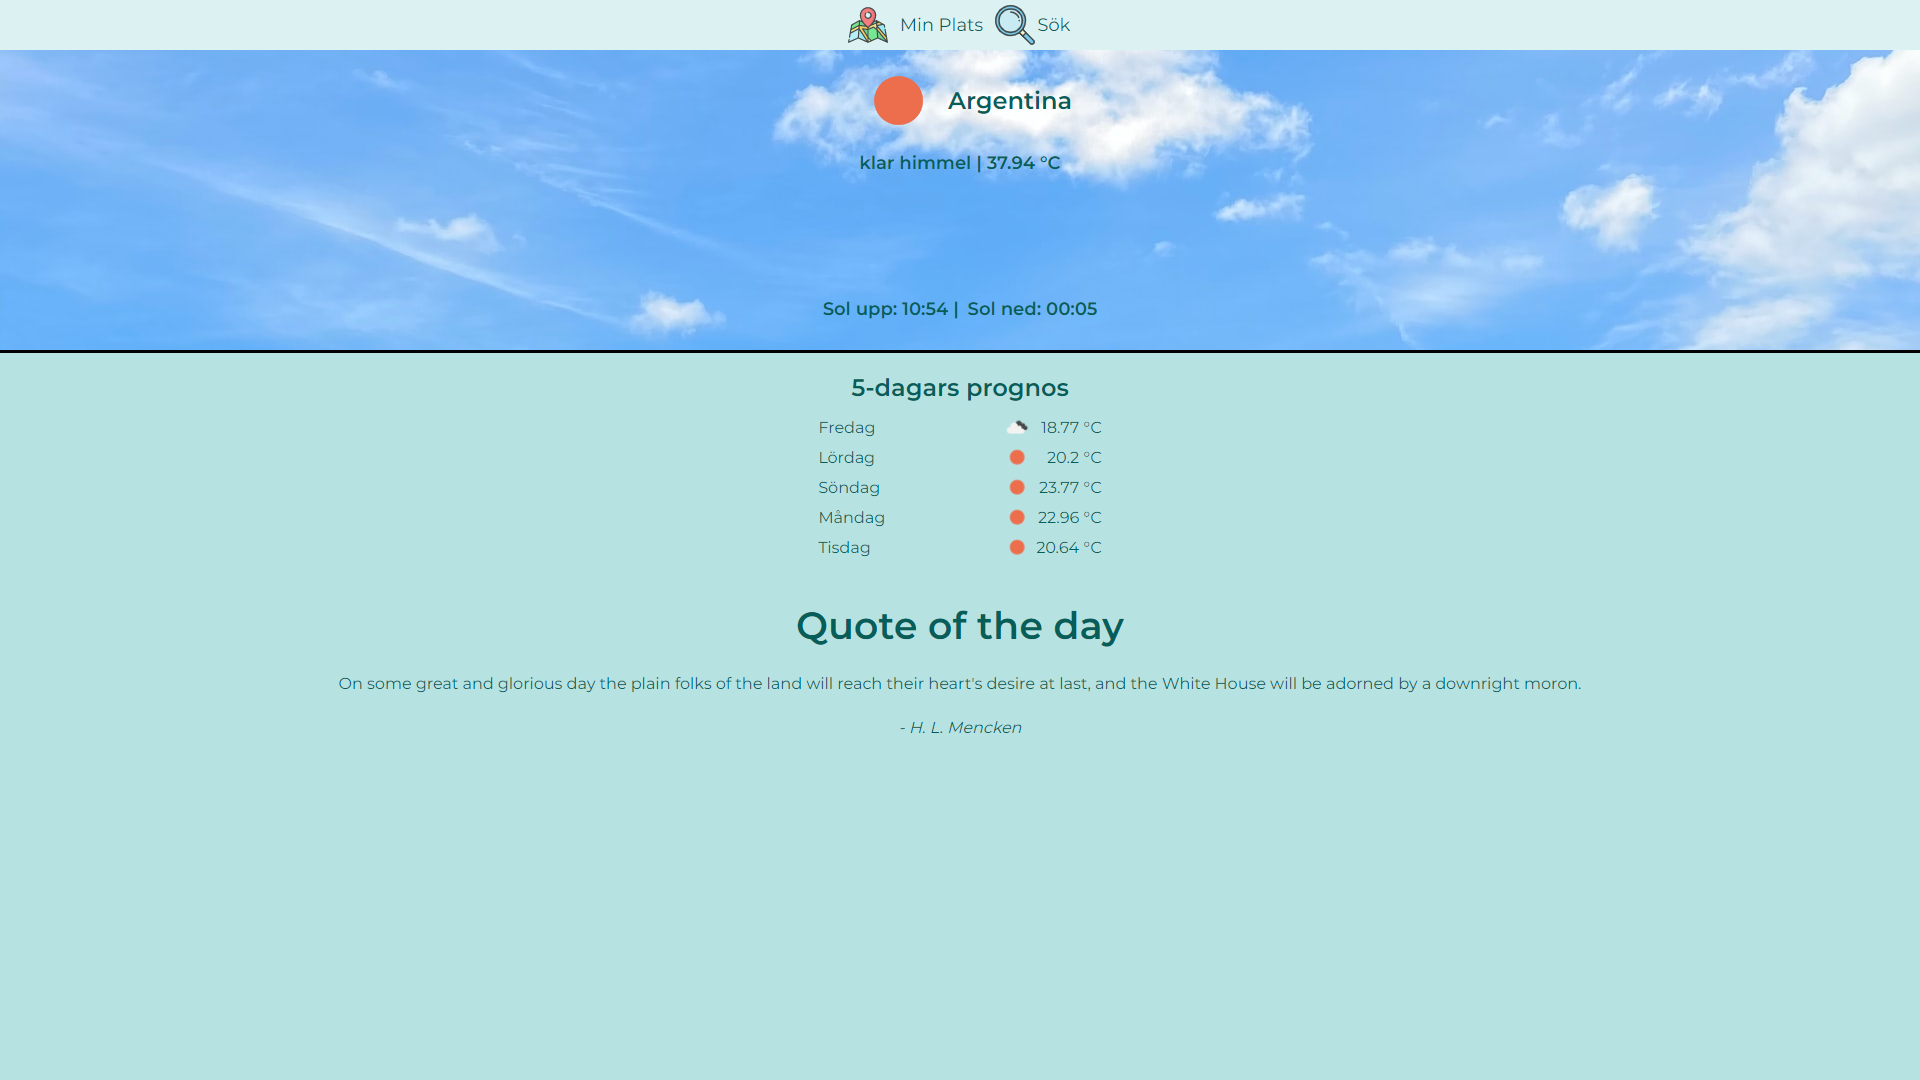 Min Plats Sök
Argentina
klar himmel | 37.94 °C
Sol upp: 10:54 | Sol ned: 00:05
5-dagars prognos
Fredag 18.77 °C
Lördag 20.2 °C
Söndag 23.77 °C
Måndag 22.96 °C
Tisdag 20.64 °C
Quote of the day
On some great and glorious day the plain folks of the land will reach their heart's desire at last, and the White House will be adorned by a downright moron.
- H. L. Mencken